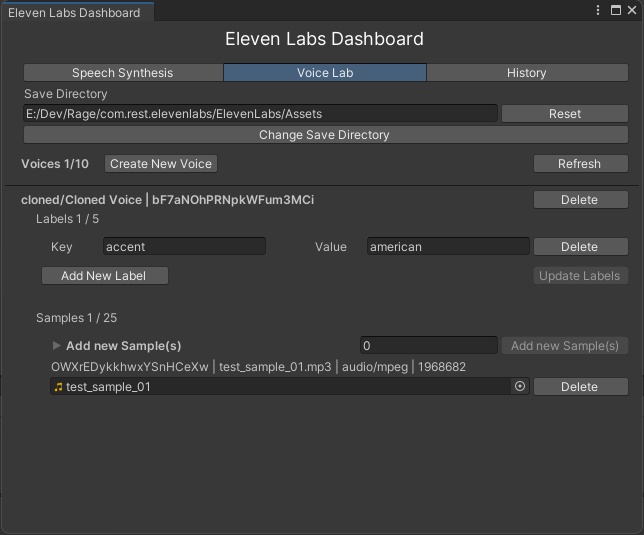 Eleven Labs Dashboard
Eleven Labs Dashboard
Speech Synthesis Voice Lab History
Save Directory
E:/Dev/Rage/com.rest.elevenlabs/ElevenLabs/Assets Reset
Change Save Directory
Voices 1/10 Create New Voice Refresh
cloned/Cloned Voice | bF7aNOhPRNpkWFum3MCi Delete
Labels 1 / 5
Key accent Value american Delete
Add New Label Update Labels
Samples 1 / 25
Add new Sample(s) 0 Add new Sample(s)
OWXrEDykkhwxYSnHCeXw | test_sample_01.mp3 | audio/mpeg | 1968682
test_sample_01 Delete